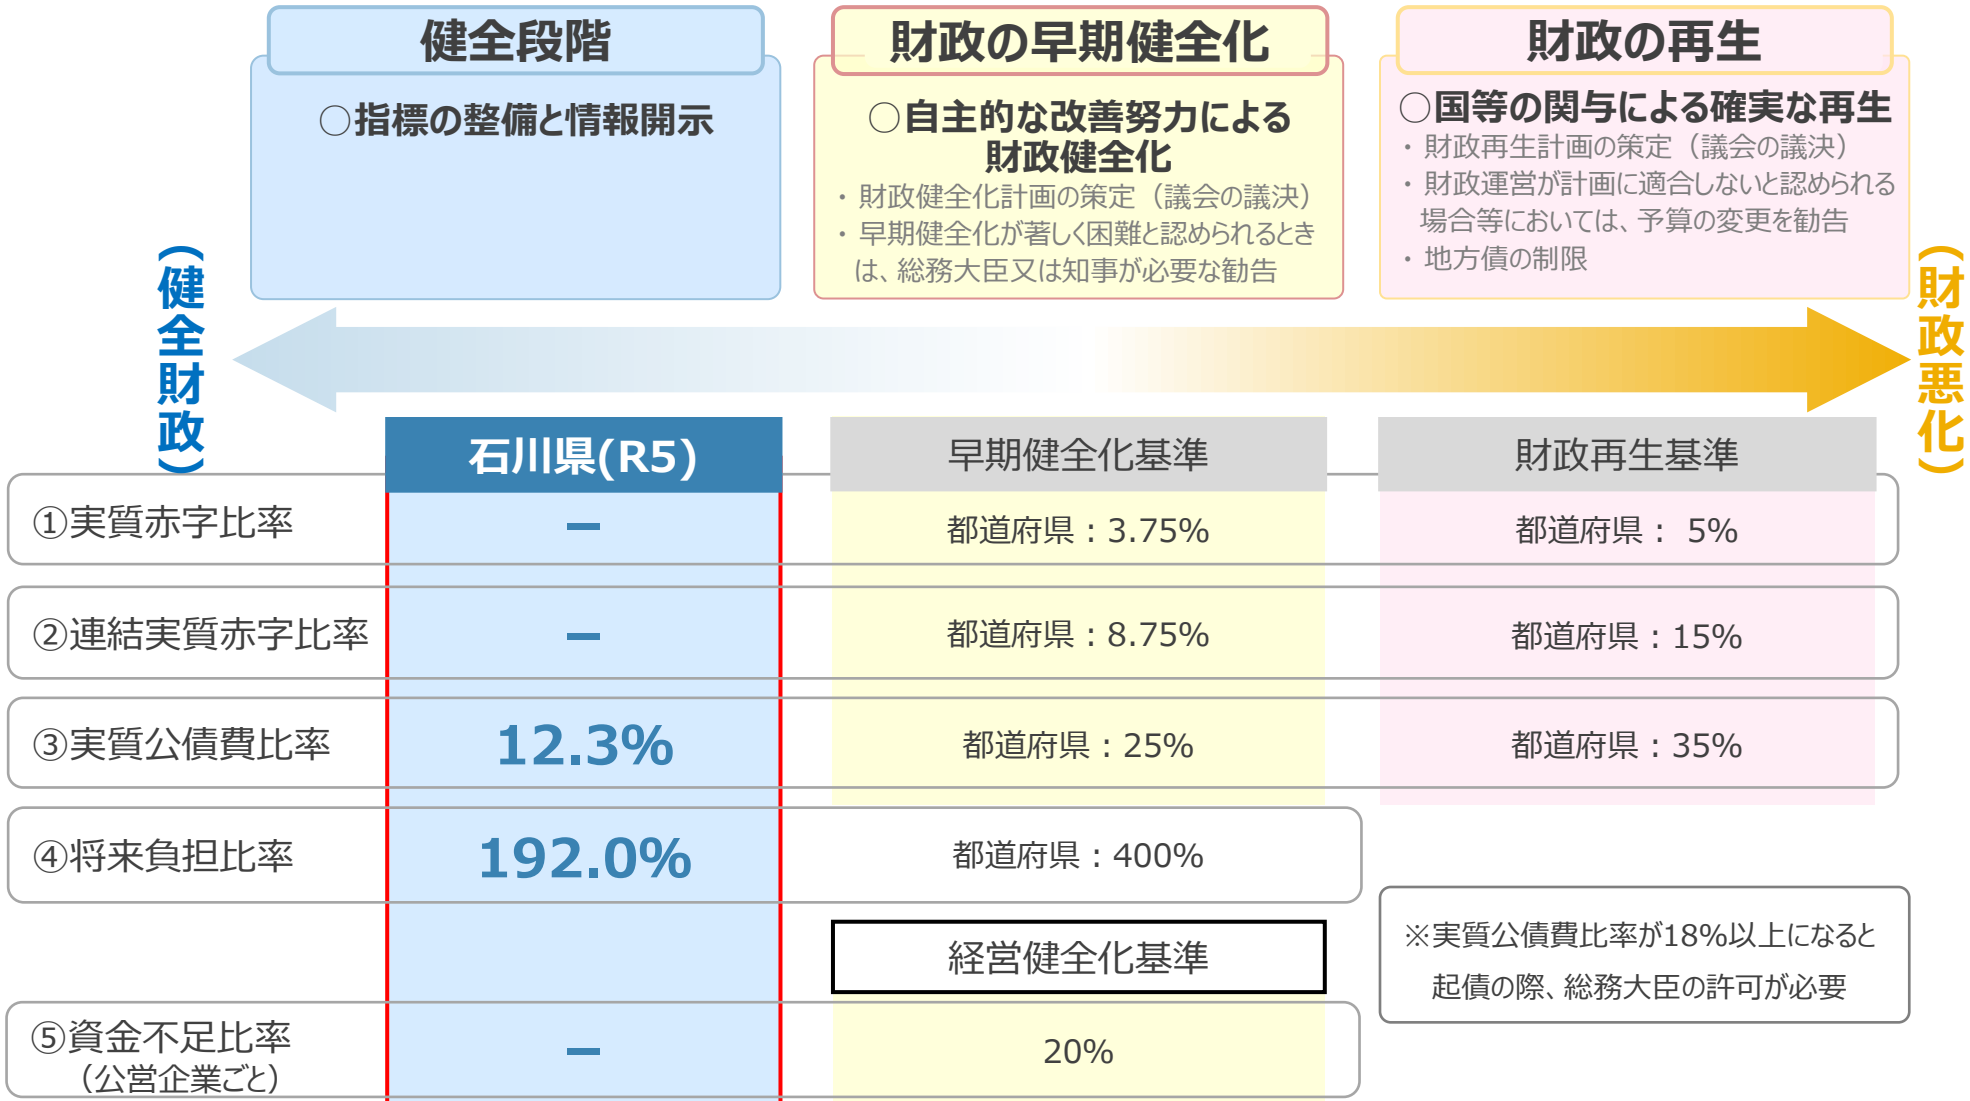 健全段階
○指標の整備と情報開示
財政の早期健全化
○自主的な改善努力による
財政健全化
・ 財政健全化計画の策定（議会の議決）
・ 早期健全化が著しく困難と認められるとき
は、総務大臣又は知事が必要な勧告
財政の再生
○国等の関与による確実な再生
・ 財政再生計画の策定（議会の議決）
・ 財政運営が計画に適合しないと認められる
場合等においては、予算の変更を勧告
・ 地方債の制限
（健全財政）
（財政悪化）
石川県(R5)
早期健全化基準
財政再生基準
①実質赤字比率
－
都道府県：3.75%
都道府県： 5%
②連結実質赤字比率
－
都道府県：8.75%
都道府県：15%
③実質公債費比率
12.3%
都道府県：25%
都道府県：35%
④将来負担比率
192.0%
都道府県：400%
経営健全化基準
⑤資金不足比率
（公営企業ごと）
－
20%
※実質公債費比率が18%以上になると
起債の際、総務大臣の許可が必要